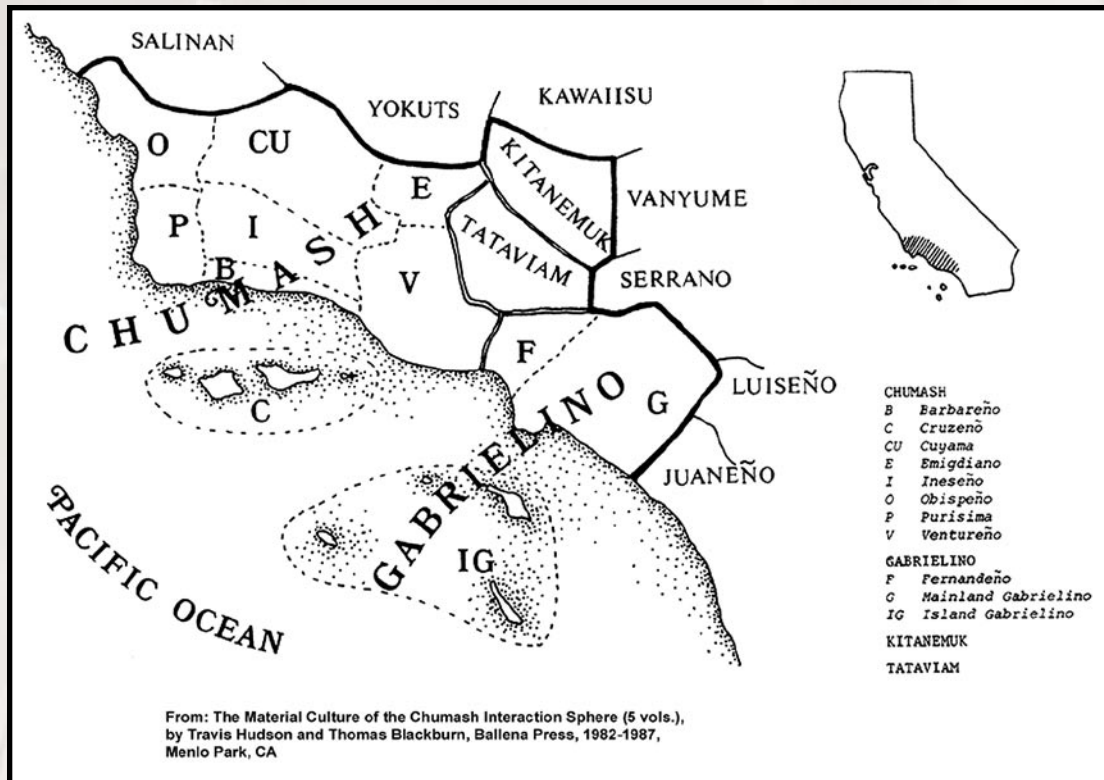 SALINAN
YOKUTS
KAWAIISU
O
CU
E
KITANEMUK
VANYUME
P
I
TATAVIAM
B
V
SERRANO
CHUMASH
F
C
G
LUISEÑO
GABRIELINO
JUANEÑO
IG
PACIFIC OCEAN
CHUMASH
B Barbareño
C Cruzeño
CU Cuyama
E Emigdiano
I Ineseño
O Obispeño
P Purisima
V Ventureño
GABRIELINO
F Fernandeño
G Mainland Gabrielino
IG Island Gabrielino
KITANEMUK
TATAVIAM
From: The Material Culture of the Chumash Interaction Sphere (5 vols.),
by Travis Hudson and Thomas Blackburn, Ballena Press, 1982-1987,
Menlo Park, CA